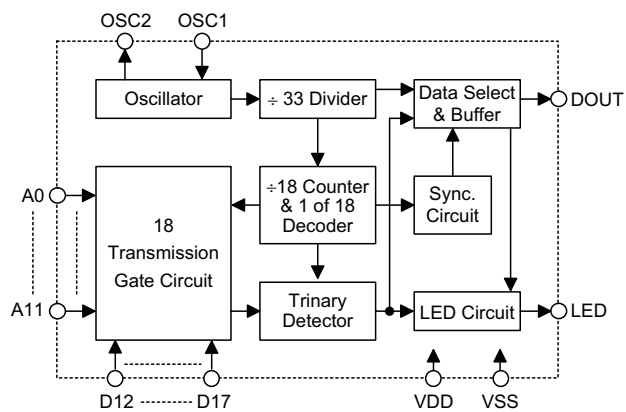 OSC2 OSC1
Oscillator
÷ 33 Divider
Data Select
& Buffer
DOUT
A0
18
Transmission
Gate Circuit
÷18 Counter
& 1 of 18
Decoder
Sync.
Circuit
A11
Trinary
Detector
LED Circuit
LED
D12 D17 VDD VSS